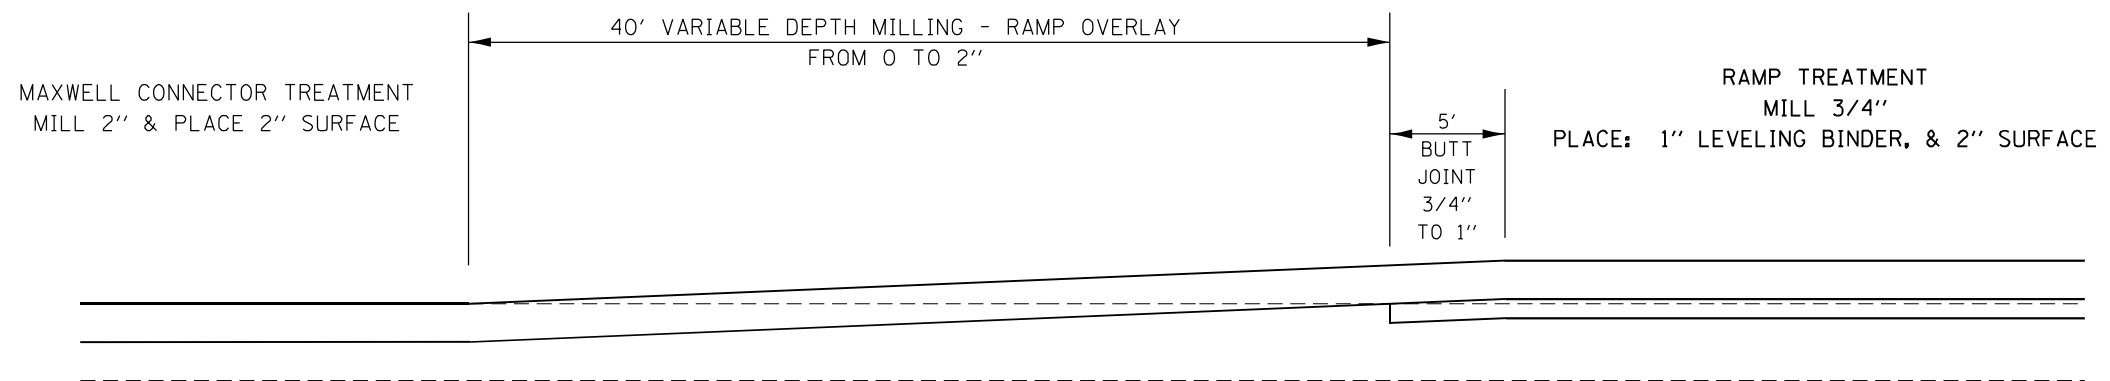 40' VARIABLE DEPTH MILLING - RAMP OVERLAY
FROM 0 TO 2''
MAXWELL CONNECTOR TREATMENT
MILL 2'' & PLACE 2'' SURFACE
5'
BUTT
JOINT
3/4''
TO 1''
RAMP TREATMENT
MILL 3/4''
PLACE: 1'' LEVELING BINDER, & 2'' SURFACE